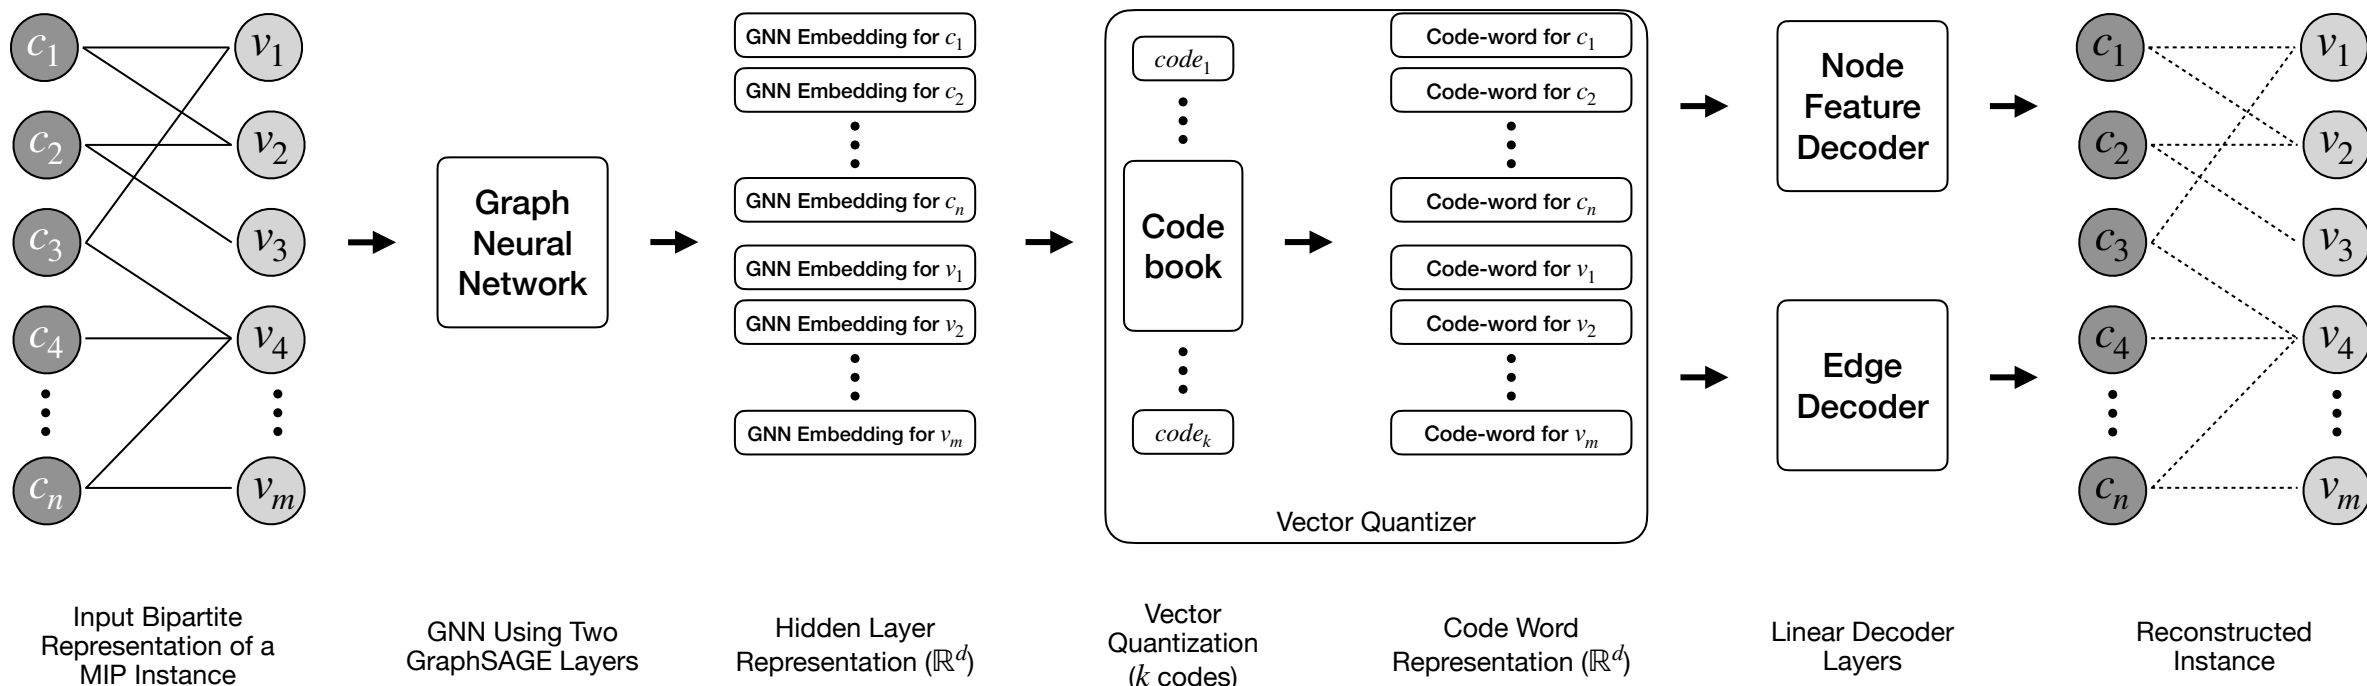 c1
c2
c3
c4
cn
v1
v2
v3
v4
vm
Graph
Neural
Network
GNN Embedding for c1
GNN Embedding for c2
GNN Embedding for cn
GNN Embedding for v1
GNN Embedding for v2
GNN Embedding for vm
code1
Code
book
codek
Code-word for c1
Code-word for c2
Code-word for cn
Code-word for v1
Code-word for v2
Code-word for vm
Vector Quantizer
Node
Feature
Decoder
Edge
Decoder
c1
c2
c3
c4
cn
v1
v2
v3
v4
vm
Input Bipartite
Representation of a
MIP Instance
GNN Using Two
GraphSAGE Layers
Hidden Layer
Representation (ℝ^d)
Vector
Quantization
(k codes)
Code Word
Representation (ℝ^d)
Linear Decoder
Layers
Reconstructed
Instance